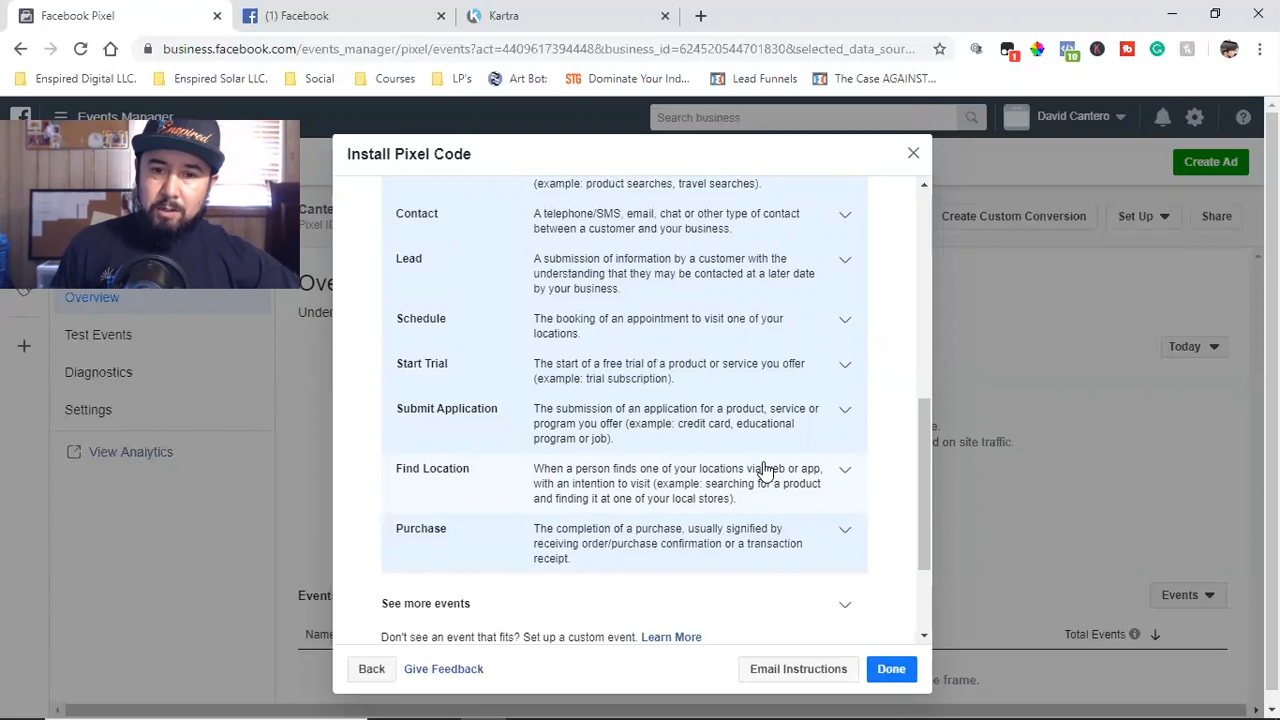 Facebook Pixel
(1) Facebook
Kartra
business.facebook.com/events_manager/pixel/events?act=440961739448&business_id=624520544701830&selected_data_sour...
1
10
Enspired Digital LLC.
Enspired Solar LLC.
Social
Courses
LP's
Art Bot:
STG Dominate Your Ind...
Lead Funnels
The Case AGAINST...
Events Manager
Search business
David Cantero
Install Pixel Code
Create Ad
Create Custom Conversion
Set Up
Share
Enspired
Overview
Test Events
Diagnostics
Settings
View Analytics
Today
(example: product searches, travel searches).
Contact
A telephone/SMS, email, chat or other type of contact
between a customer and your business.
Lead
A submission of information by a customer with the
understanding that they may be contacted at a later date
by your business.
Schedule
The booking of an appointment to visit one of your
locations.
Start Trial
The start of a free trial of a product or service you offer
(example: trial subscription).
Submit Application
The submission of an application for a product, service or
program you offer (example: credit card, educational
program or job).
Find Location
When a person finds one of your locations via web or app,
with an intention to visit (example: searching for a product
and finding it at one of your local stores).
Purchase
The completion of a purchase, usually signified by
receiving order/purchase confirmation or a transaction
receipt.
See more events
Don't see an event that fits? Set up a custom event. Learn More
Back
Give Feedback
Email Instructions
Done
d on site traffic.
Events
Total Events
e frame.